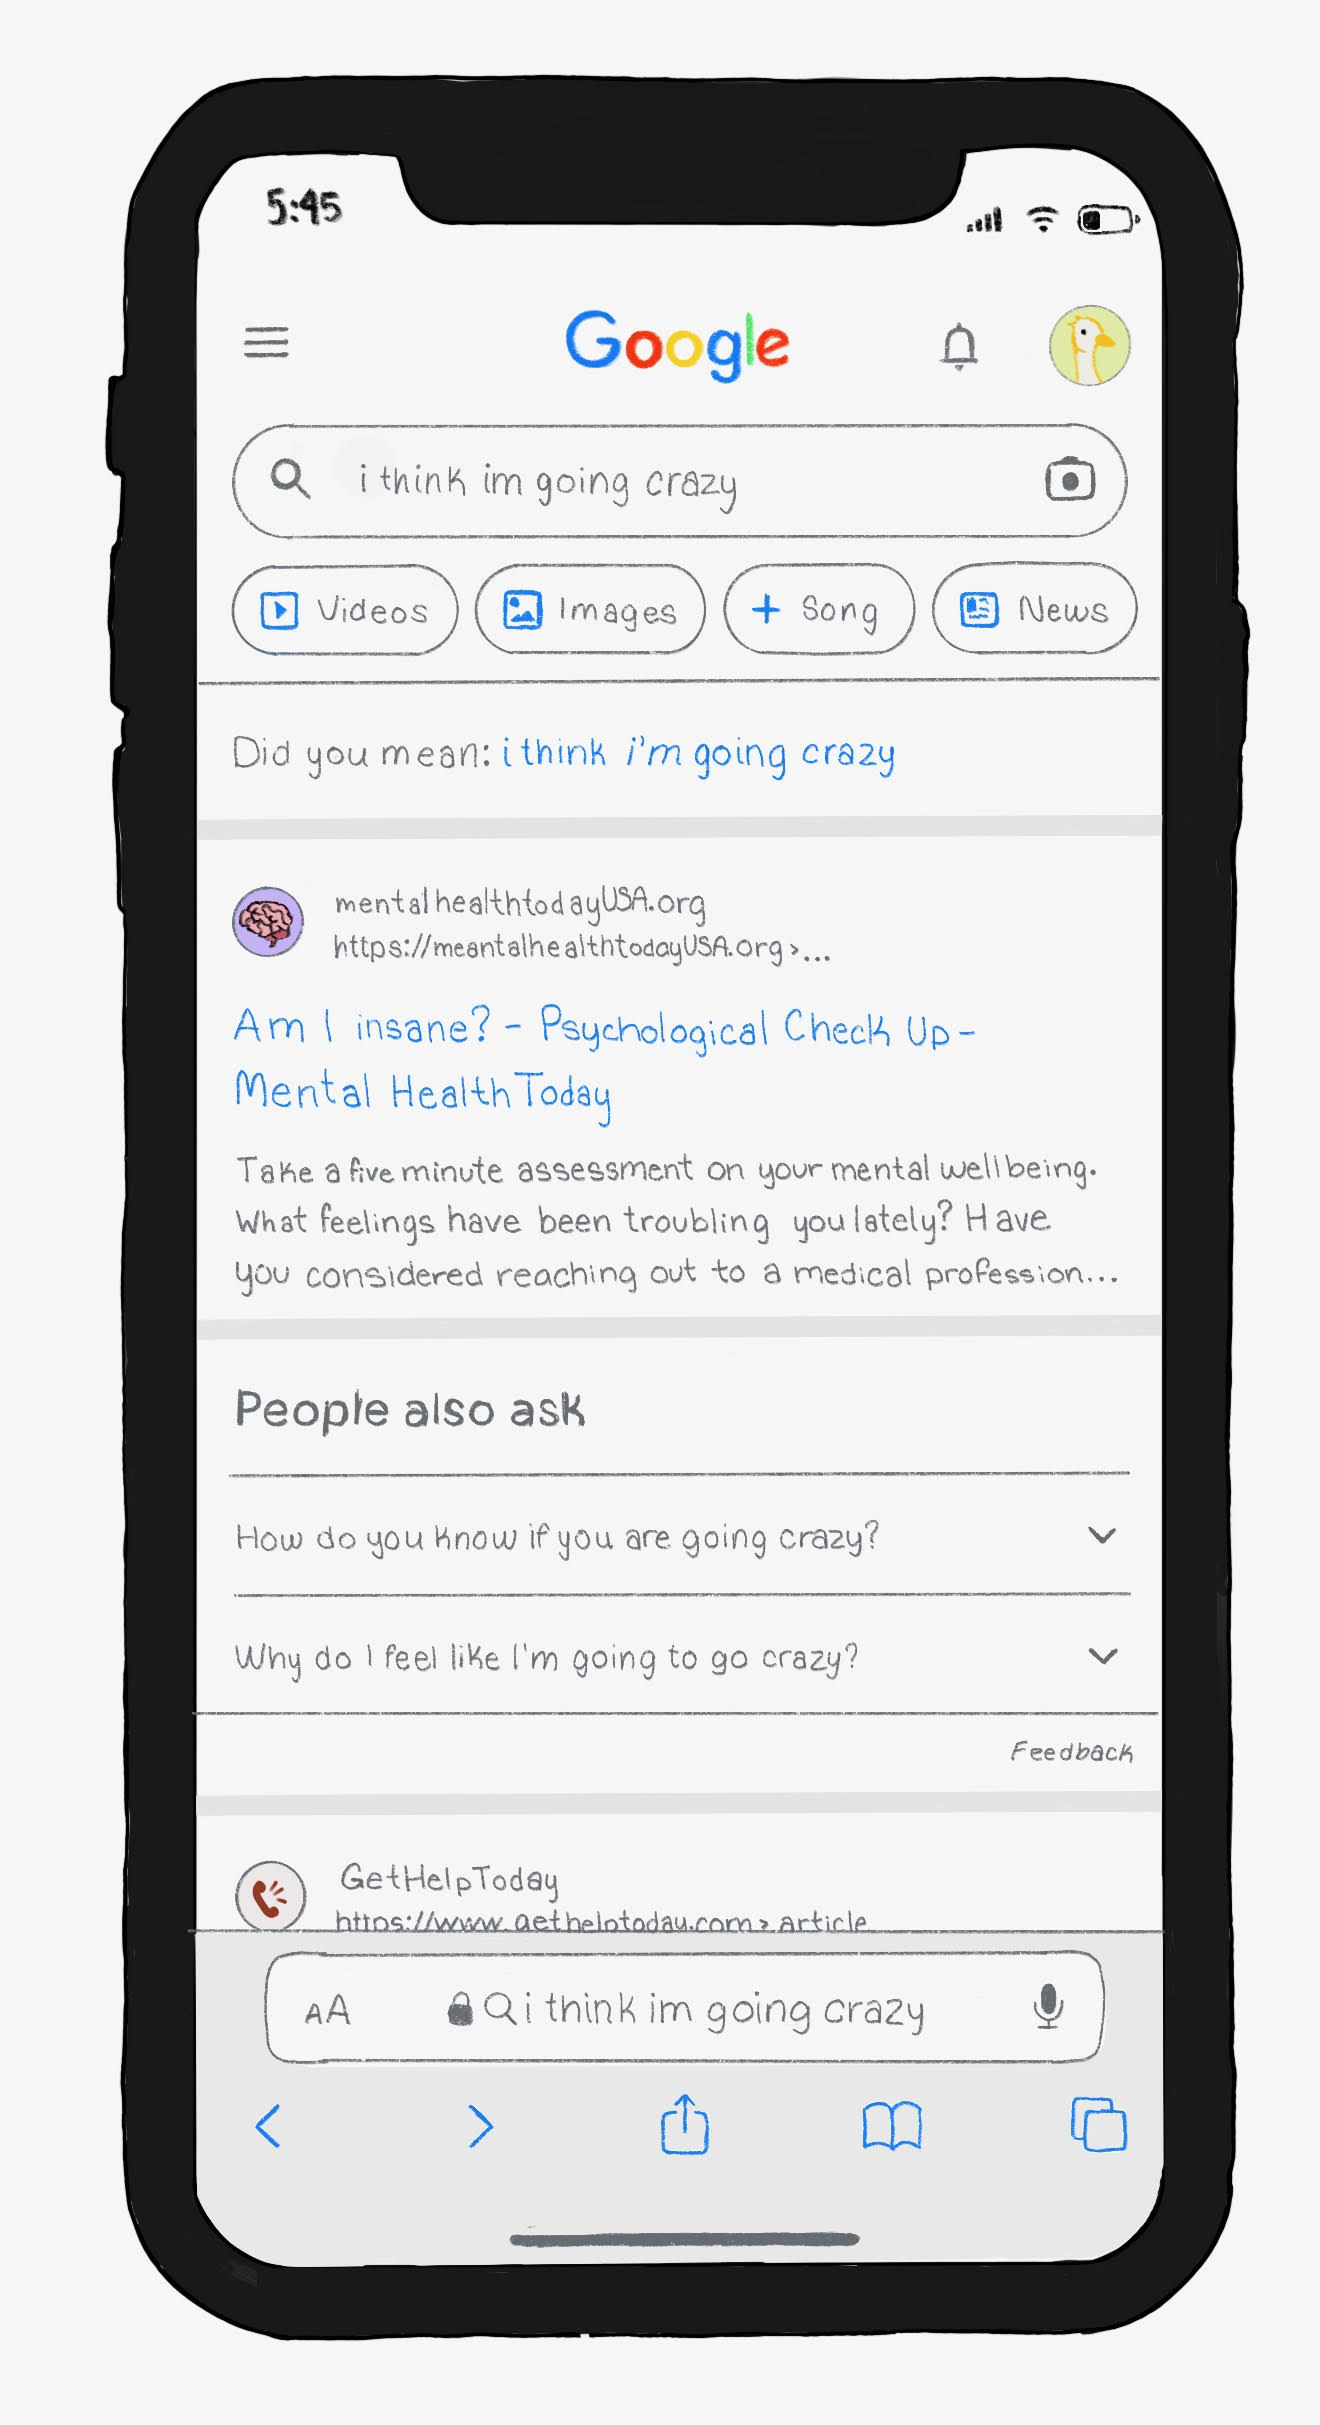 5:45
Google
i think im going crazy
Videos
Images
Song
News
Did you mean: i think i'm going crazy
mentalhealthtodayUSA.org
https://meantalhealthtodayUSA.org >...
Am I insane? - Psychological Check Up -
Mental Health Today
Take a five minute assessment on your mental wellbeing.
What feelings have been troubling you lately? Have
you considered reaching out to a medical profession...
People also ask
How do you know if you are going crazy?
Why do I feel like I'm going to go crazy?
Feedback
GetHelpToday
https://www.gethelptoday.com > article
AA
i think im going crazy